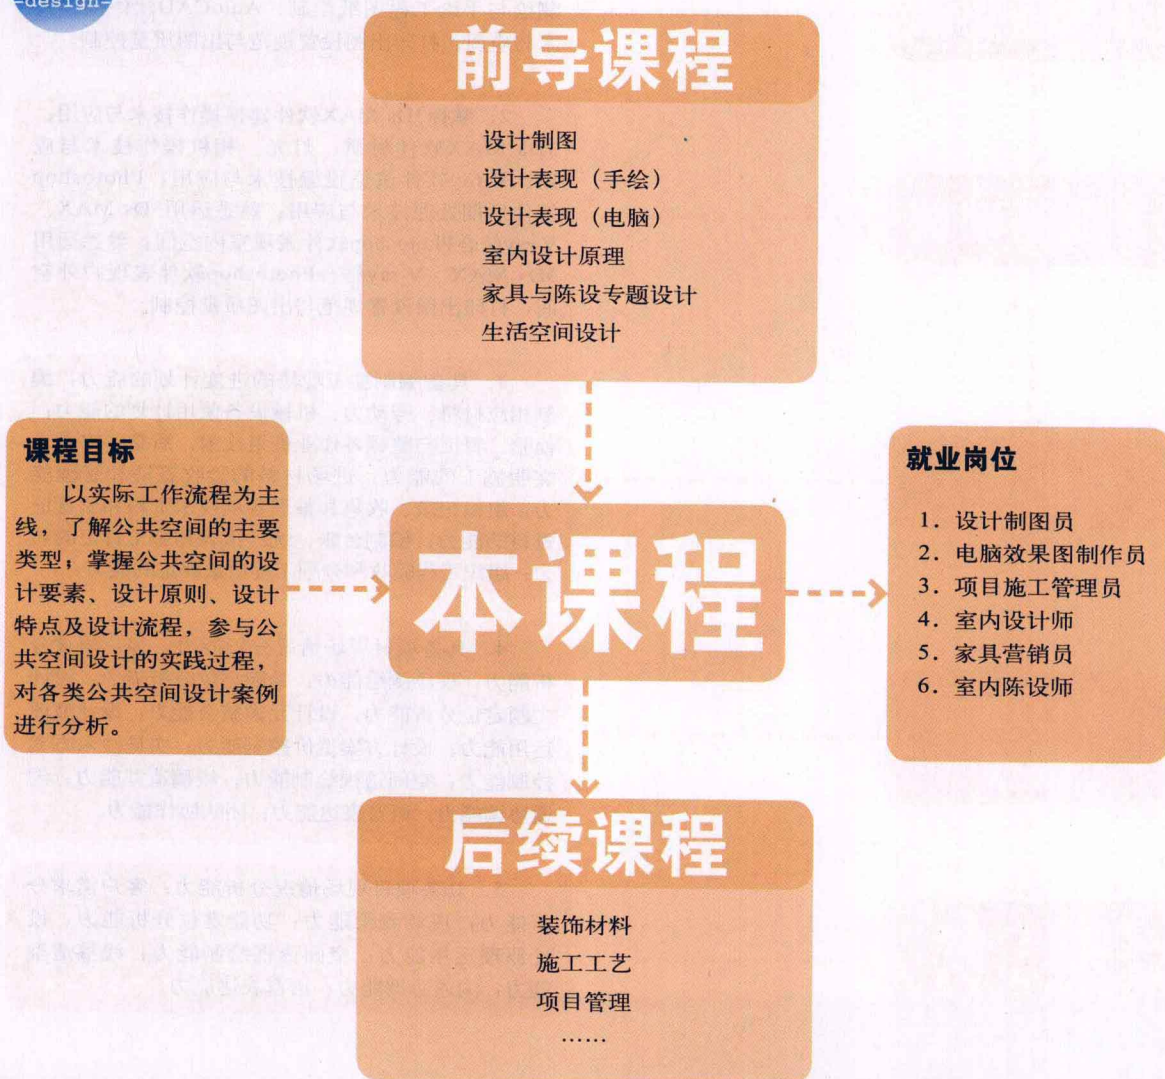 -design-
前导课程
设计制图
设计表现（手绘）
设计表现（电脑）
室内设计原理
家具与陈设专题设计
生活空间设计
课程目标
以实际工作流程为主
线，了解公共空间的主要
类型；掌握公共空间的设
计要素、设计原则、设计
特点及设计流程，参与公
共空间设计的实践过程，
对各类公共空间设计案例
进行分析。
本课程
就业岗位
1．设计制图员
2．电脑效果图制作员
3．项目施工管理员
4．室内设计师
5．家具营销员
6．室内陈设师
后续课程
装饰材料
施工工艺
项目管理
……